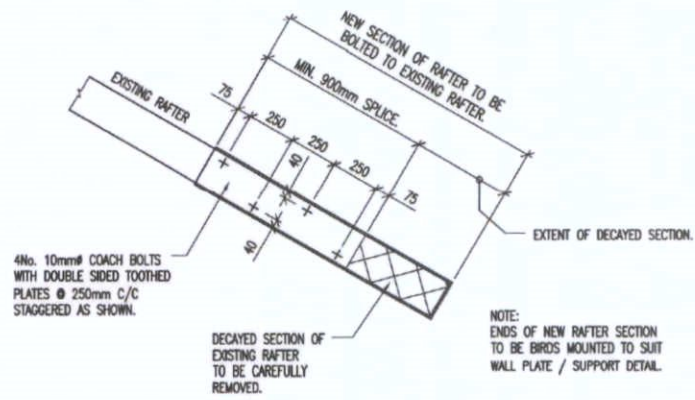 NEW SECTION OF RAFTER TO BE
BOLTED TO EXISTING RAFTER.
MIN. 900mm SPLICE.
EXISTING RAFTER
75
250
250
250
75
40
40
EXTENT OF DECAYED SECTION.
4No. 10mmø COACH BOLTS
WITH DOUBLE SIDED TOOTHED
PLATES @ 250mm C/C
STAGGERED AS SHOWN.
DECAYED SECTION OF
EXISTING RAFTER
TO BE CAREFULLY
REMOVED.
NOTE:
ENDS OF NEW RAFTER SECTION
TO BE BIRDS MOUNTED TO SUIT
WALL PLATE / SUPPORT DETAIL.